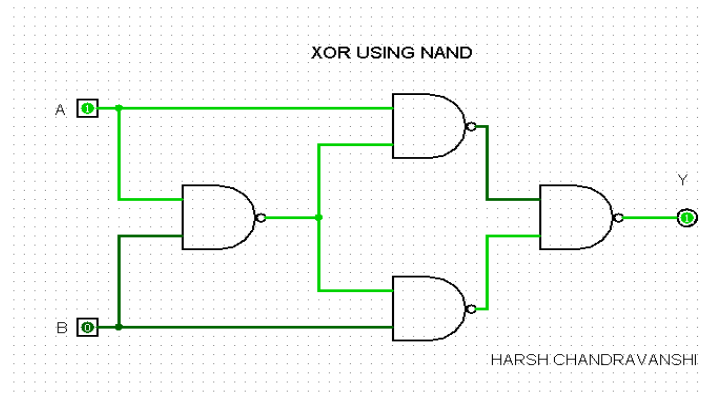 XOR USING NAND
A 1
Y
1
B 0
HARSH CHANDRAVANSHI